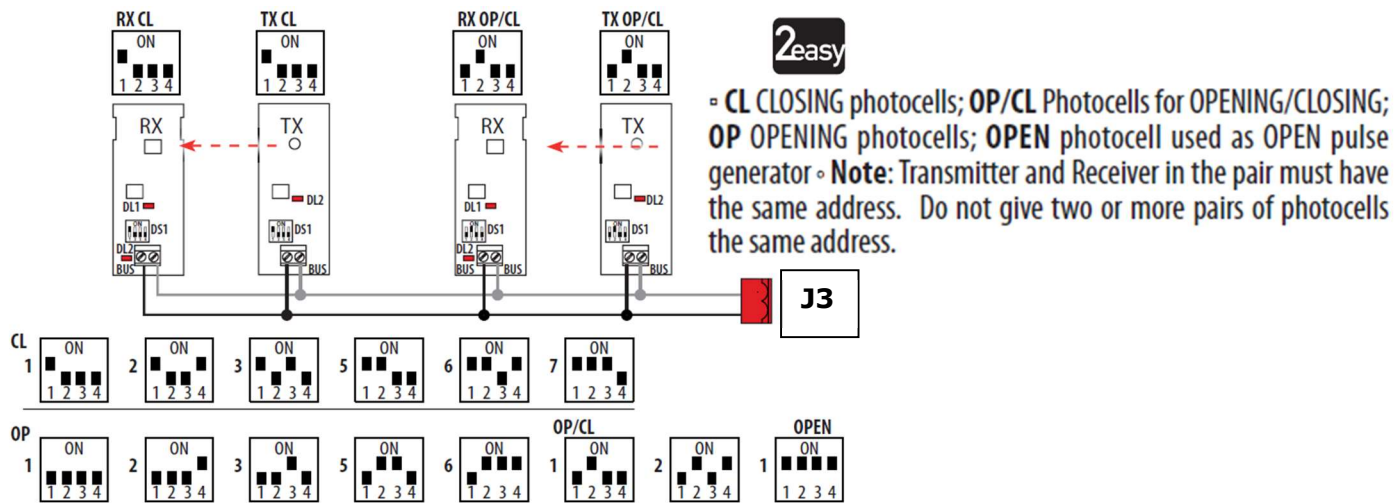 RX CL TX CL RX OP/CL TX OP/CL
ON ON ON ON
1 2 3 4 1 2 3 4 1 2 3 4 1 2 3 4
2easy
▫ CL CLOSING photocells; OP/CL Photocells for OPENING/CLOSING;
OP OPENING photocells; OPEN photocell used as OPEN pulse
generator ◦ Note: Transmitter and Receiver in the pair must have
the same address. Do not give two or more pairs of photocells
the same address.
RX TX RX TX
DL1 DL2 DL1 DL2
ON DS1 ON DS1 ON DS1 ON DS1
DL2 DL2
BUS BUS BUS BUS
J3
CL
ON ON ON ON ON ON
1 2 3 5 6 7
1 2 3 4 1 2 3 4 1 2 3 4 1 2 3 4 1 2 3 4 1 2 3 4
OP OP/CL OPEN
ON ON ON ON ON ON ON ON
1 2 3 5 6 1 2 1
1 2 3 4 1 2 3 4 1 2 3 4 1 2 3 4 1 2 3 4 1 2 3 4 1 2 3 4 1 2 3 4